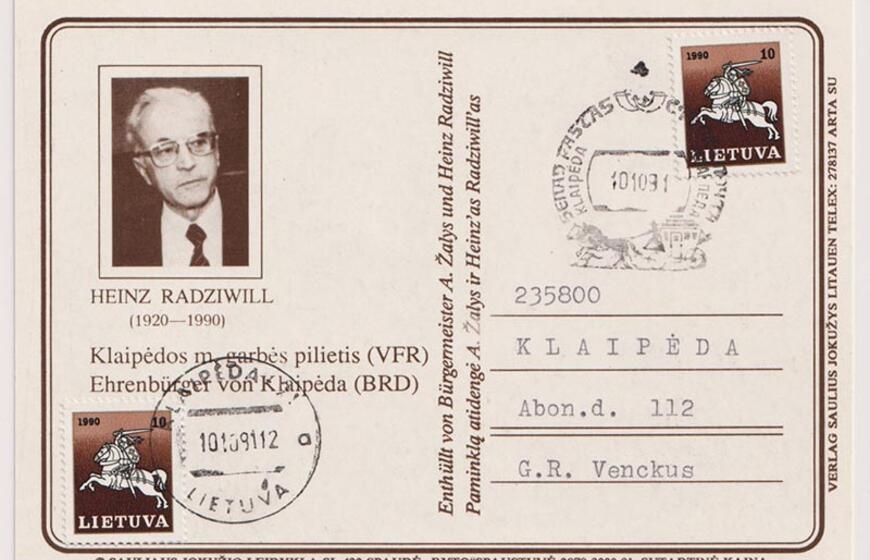 HEINZ RADZIWILL
(1920—1990)
Klaipėdos m. garbės pilietis (VFR)
Ehrenbürger von Klaipėda (BRD)
1990 10
LIETUVA
KLAIPĖDA
10109112 a
LIETUVA
Enthüllt von Bürgermeister A. Žalys und Heinz Radziwill
Paminklą atidengė A. Žalys ir Heinz'as Radziwill'as
1990 10
LIETUVA
SENAS PAŠTAS
KLAIPĖDA
101091
235800
KLAIPĖDA
Abon.d. 112
G.R. Venckus
VERLAG SAULIUS JOKUŽYS LITAUEN TELEX: 278137 ARTA SU